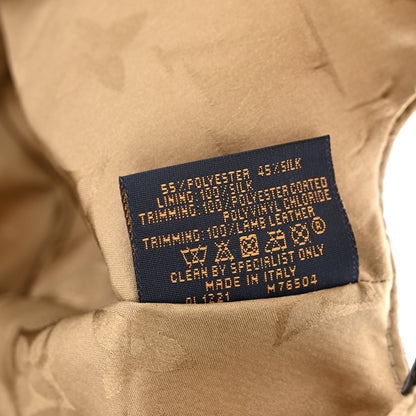 55%POLYESTER 45%SILK
LINING:100%SILK
TRIMMING:100%POLYESTER COATED
POLYVINYL CHLORIDE
TRIMMING:100%LAMB LEATHER
CLEAN BY SPECIALIST ONLY
MADE IN ITALY
M76504